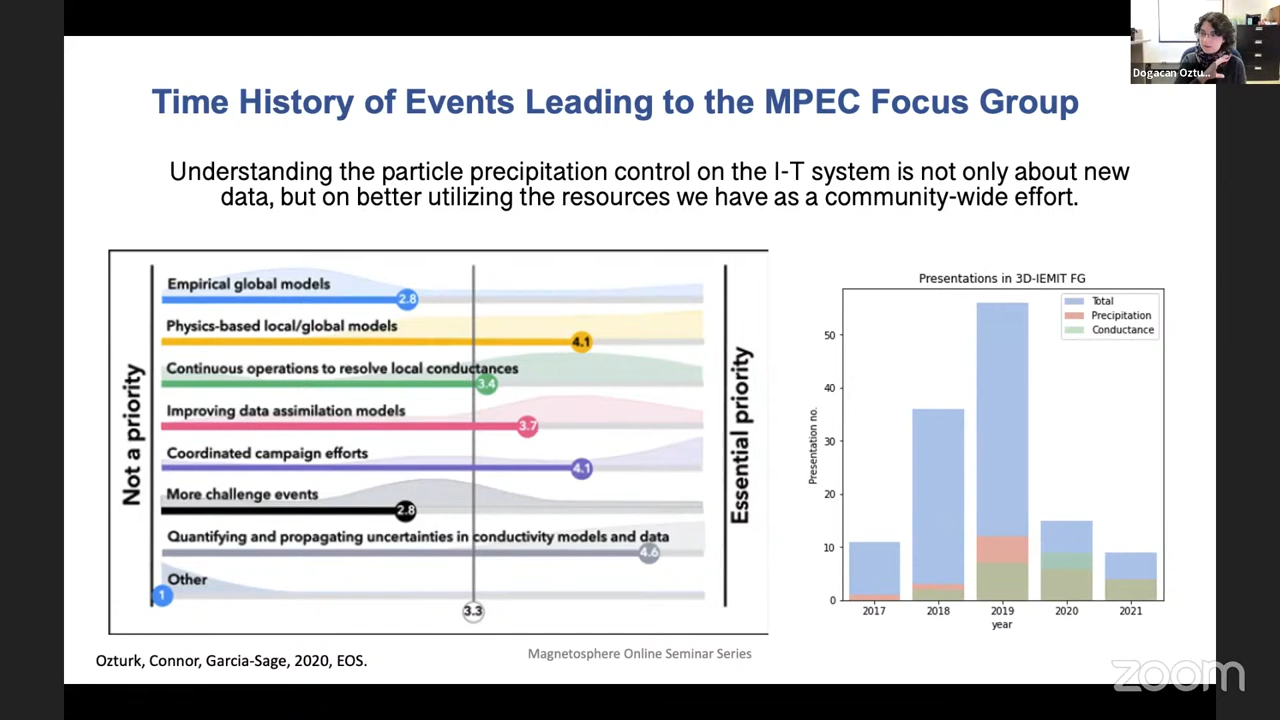 Dogacan Oztu...
Time History of Events Leading to the MPEC Focus Group
Understanding the particle precipitation control on the I-T system is not only about new
data, but on better utilizing the resources we have as a community-wide effort.
Not a priority
Empirical global models
2.8
Physics-based local/global models
4.1
Continuous operations to resolve local conductances
3.4
Improving data assimilation models
3.7
Coordinated campaign efforts
4.1
More challenge events
2.8
Quantifying and propagating uncertainties in conductivity models and data
4.6
Other
1
3.3
Essential priority
Presentations in 3D-IEMIT FG
Total
Precipitation
Conductance
Presentation no.
50
40
30
20
10
0
2017 2018 2019 2020 2021
year
Ozturk, Connor, Garcia-Sage, 2020, EOS.
Magnetosphere Online Seminar Series
zoom